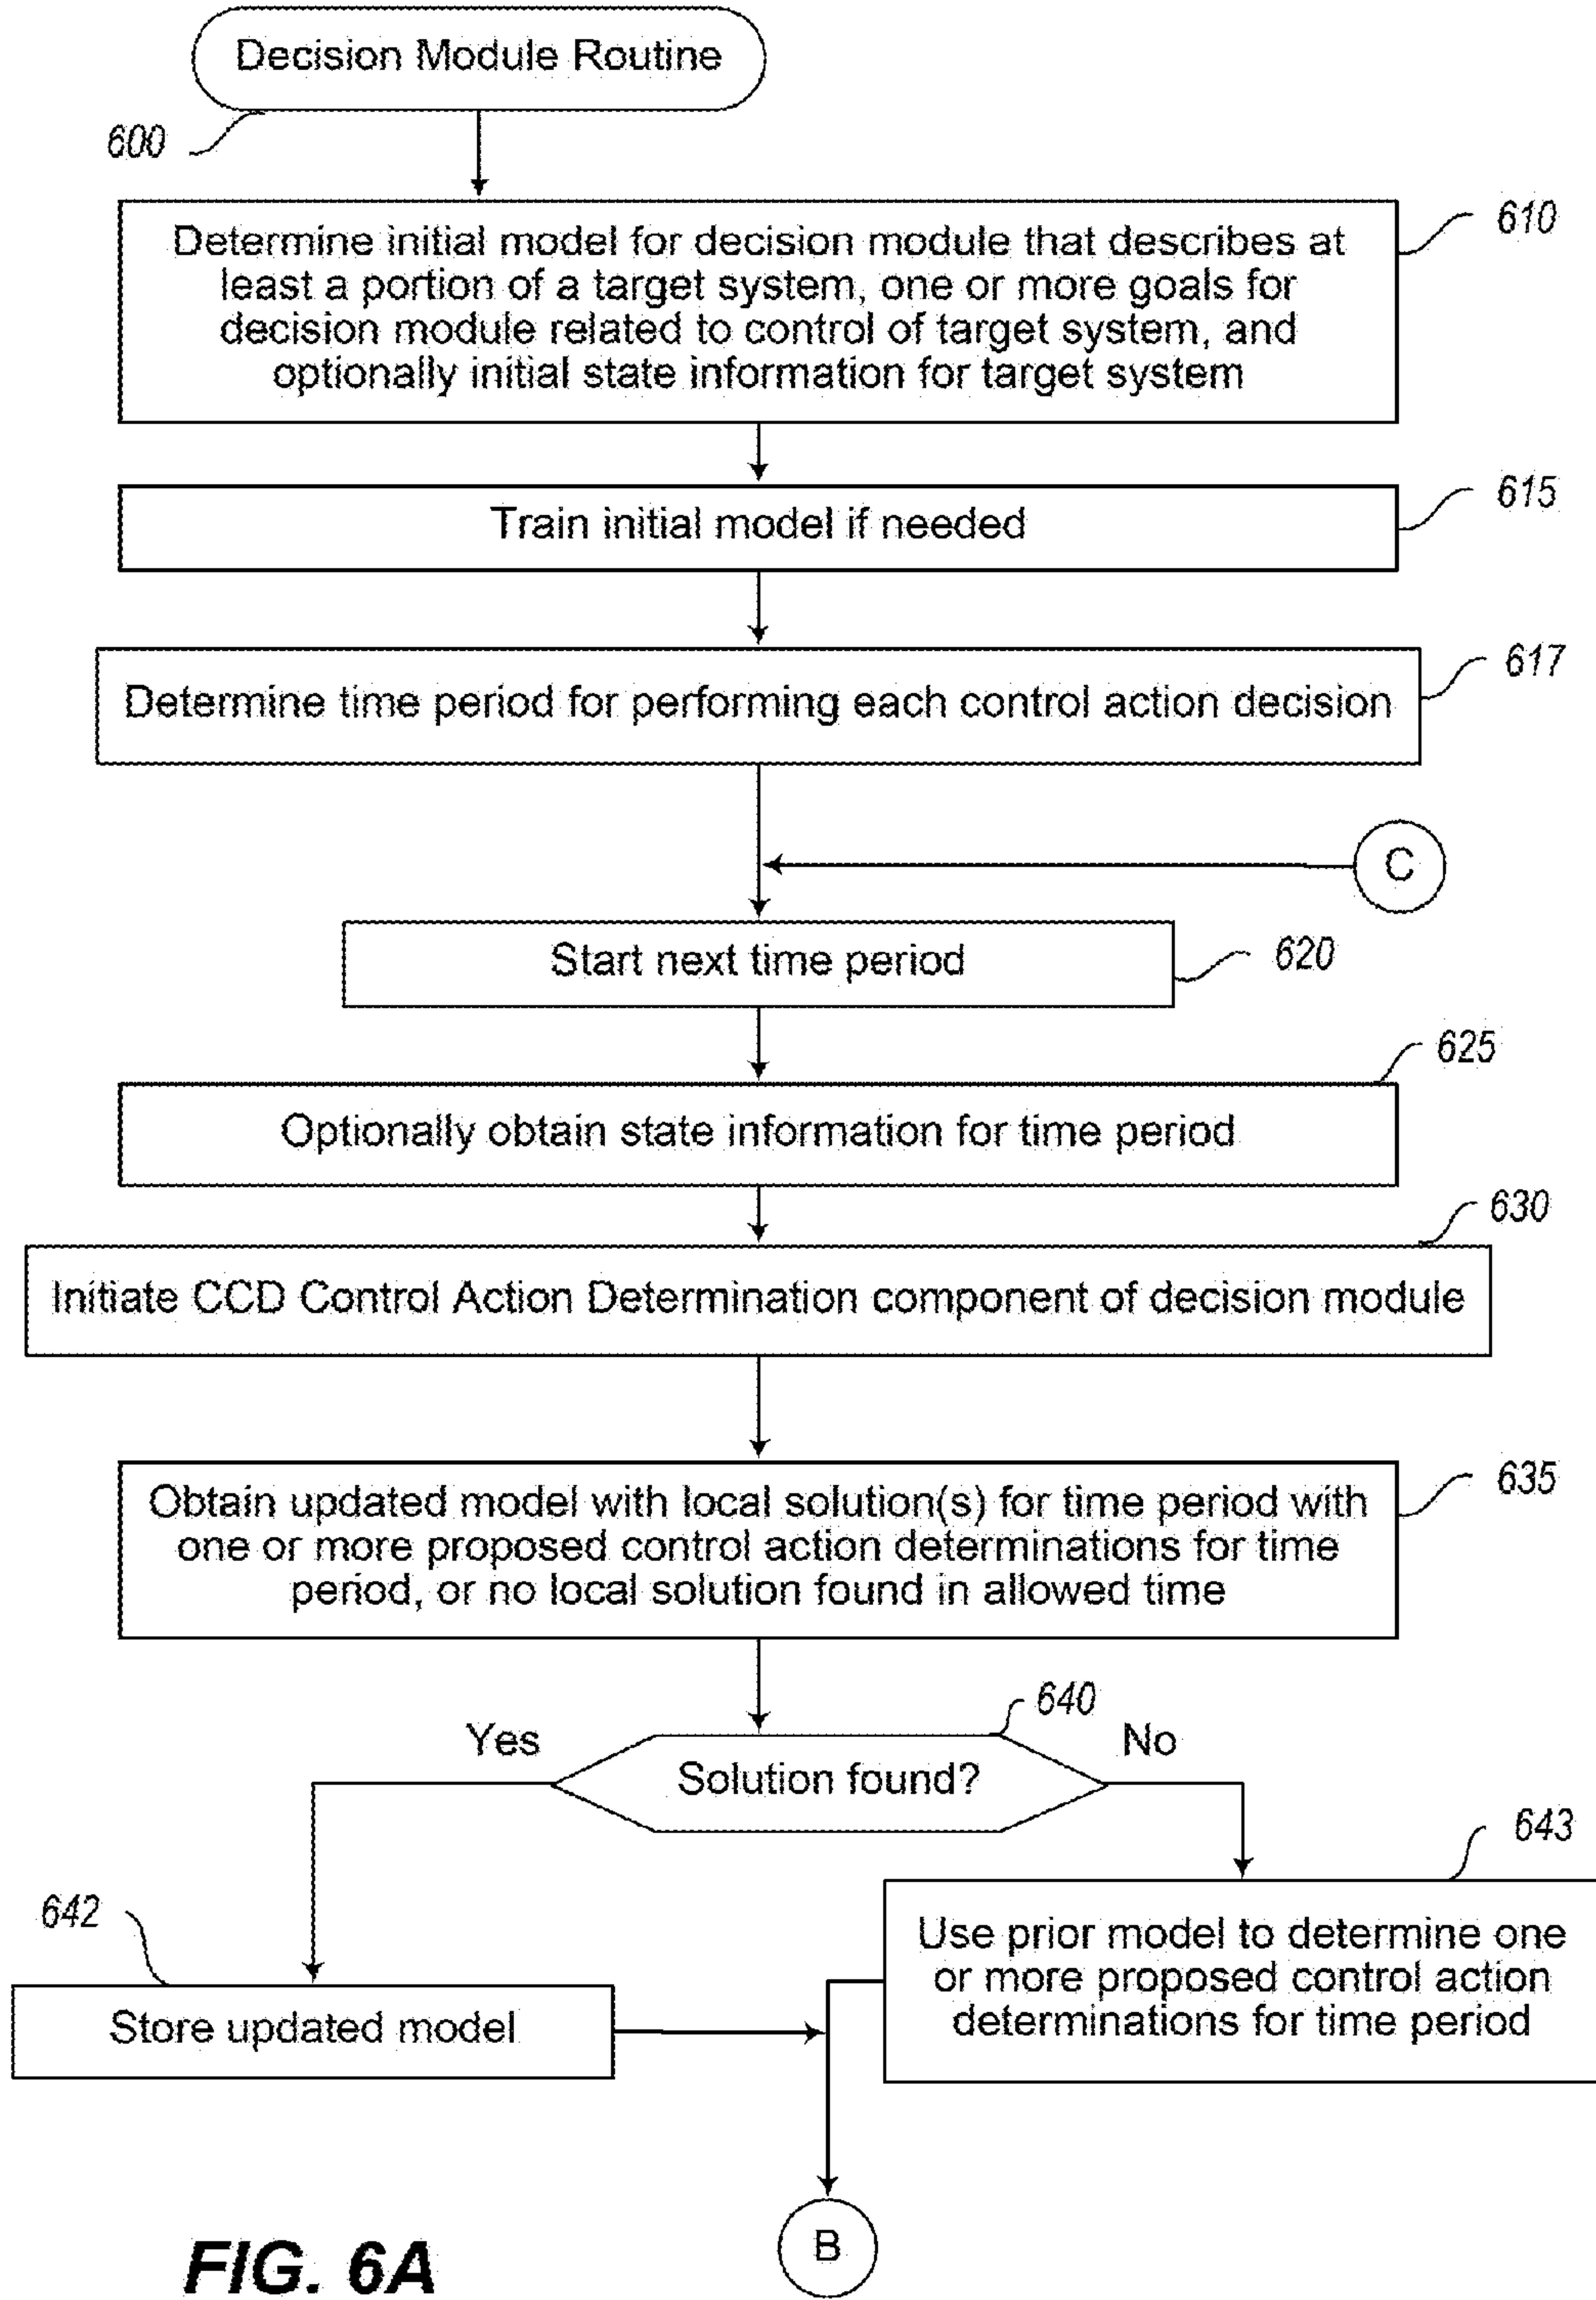 Decision Module Routine
600
610
Determine initial model for decision module that describes at
least a portion of a target system, one or more goals for
decision module related to control of target system, and
optionally initial state information for target system
615
Train initial model if needed
617
Determine time period for performing each control action decision
C
Start next time period
620
625
Optionally obtain state information for time period
630
Initiate CCD Control Action Determination component of decision module
635
Obtain updated model with local solution(s) for time period with
one or more proposed control action determinations for time
period, or no local solution found in allowed time
640
Yes
No
Solution found?
643
642
Use prior model to determine one
or more proposed control action
determinations for time period
Store updated model
B
FIG. 6A